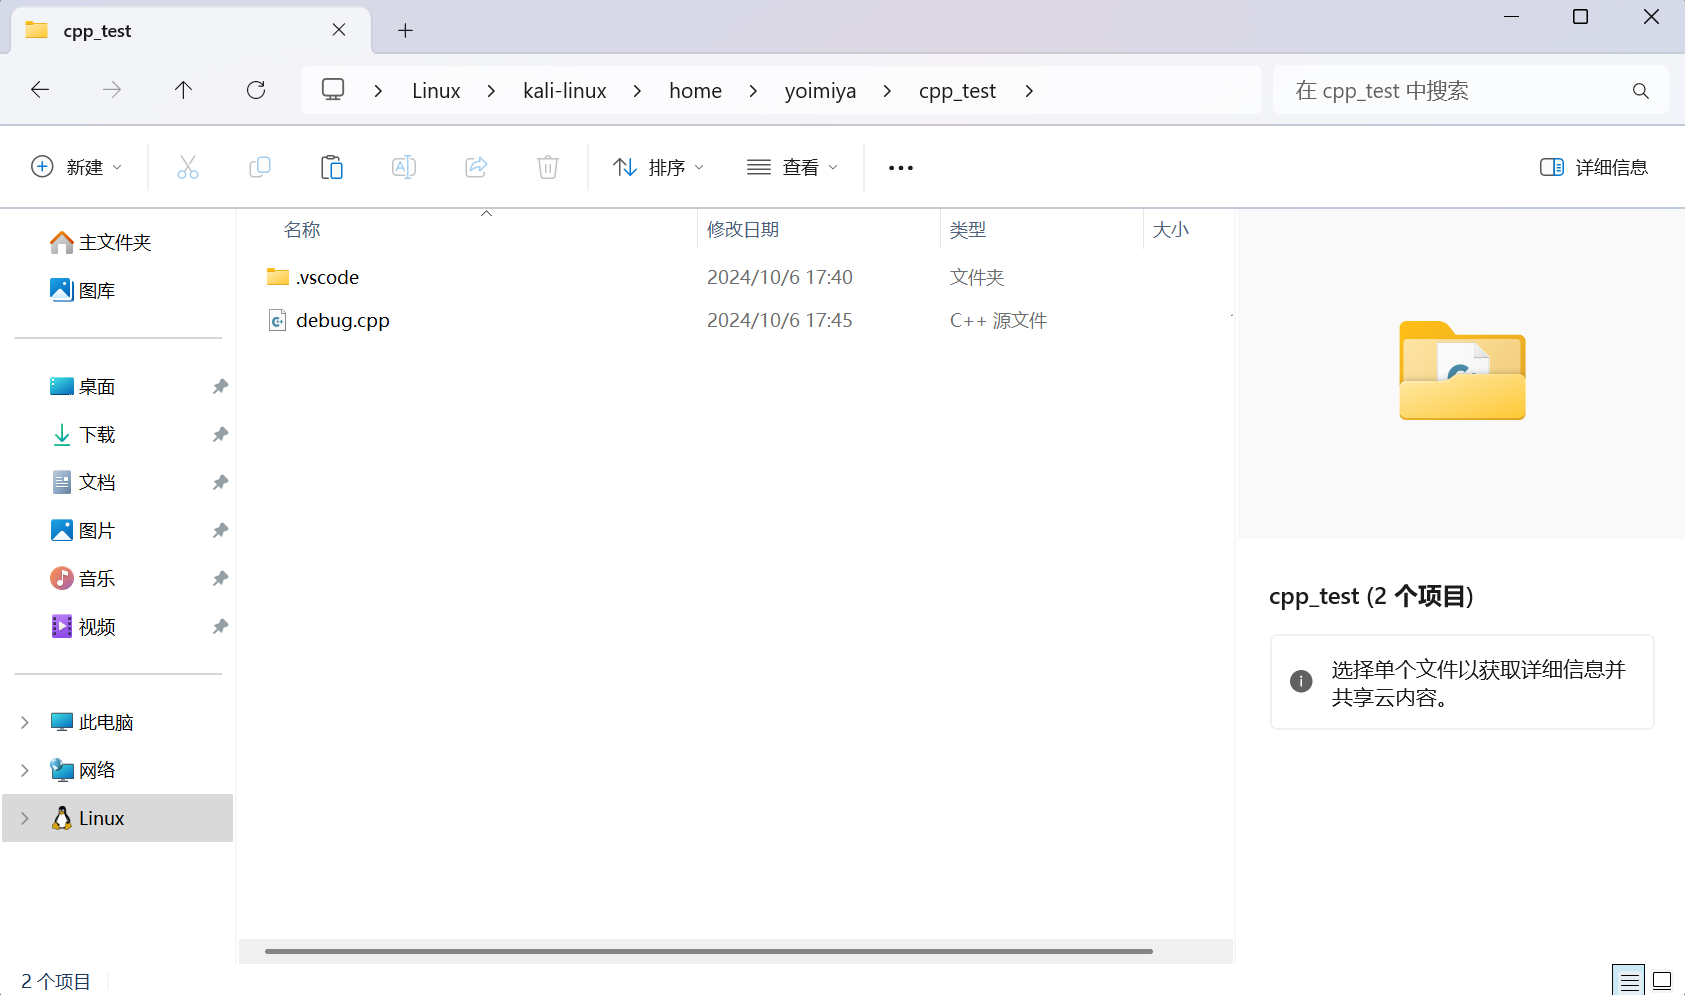 cpp_test
Linux
kali-linux
home
yoimiya
cpp_test
在 cpp_test 中搜索
新建
排序
查看
详细信息
主文件夹
图库
桌面
下载
文档
图片
音乐
视频
此电脑
网络
Linux
名称 修改日期 类型 大小
.vscode 2024/10/6 17:40 文件夹
debug.cpp 2024/10/6 17:45 C++ 源文件
cpp_test (2 个项目)
选择单个文件以获取详细信息并
共享云内容。
2 个项目